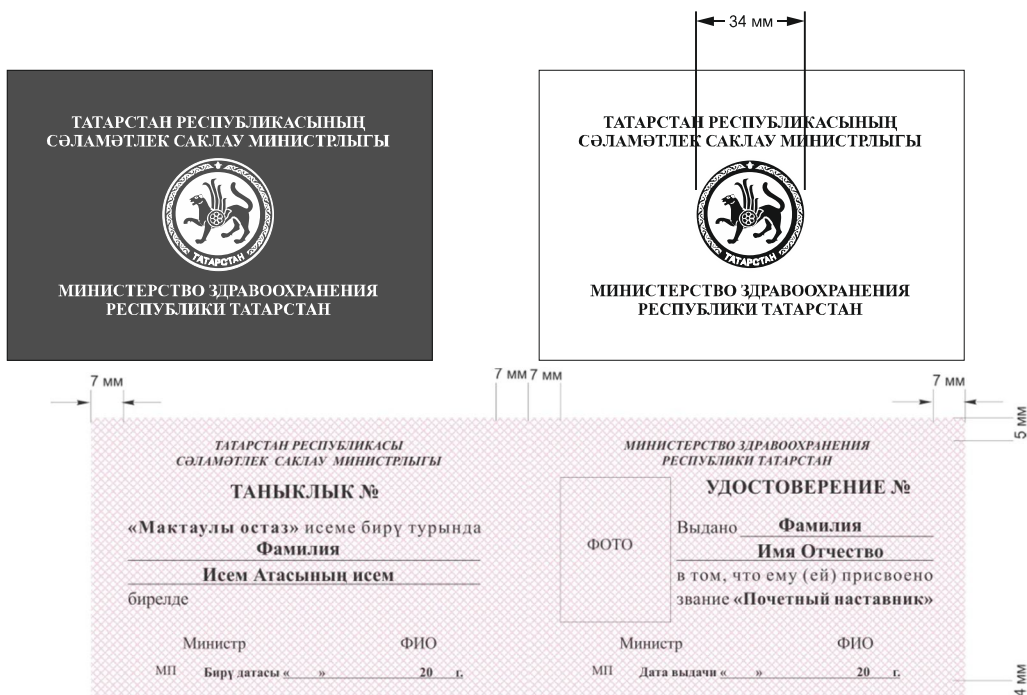 34 мм
ТАТАРСТАН РЕСПУБЛИКАСЫНЫҢ
СӘЛАМӘТЛЕК САКЛАУ МИНИСТРЛЫГЫ
ТАТАРСТАН
МИНИСТЕРСТВО ЗДРАВООХРАНЕНИЯ
РЕСПУБЛИКИ ТАТАРСТАН
ТАТАРСТАН РЕСПУБЛИКАСЫНЫҢ
СӘЛАМӘТЛЕК САКЛАУ МИНИСТРЛЫГЫ
ТАТАРСТАН
МИНИСТЕРСТВО ЗДРАВООХРАНЕНИЯ
РЕСПУБЛИКИ ТАТАРСТАН
7 мм
7 мм 7 мм
7 мм
5 мм
ТАТАРСТАН РЕСПУБЛИКАСЫ
СӘЛАМӘТЛЕК САКЛАУ МИНИСТРЛЫГЫ
ТАНЫКЛЫК №
«Мактаулы остаз» исеме бирү турында
Фамилия
Исем Атасының исем
бирелде
Министр ФИО
МП Бирү датасы « » 20 г.
МИНИСТЕРСТВО ЗДРАВООХРАНЕНИЯ
РЕСПУБЛИКИ ТАТАРСТАН
УДОСТОВЕРЕНИЕ №
ФОТО
Выдано Фамилия
Имя Отчество
в том, что ему (ей) присвоено
звание «Почетный наставник»
Министр ФИО
МП Дата выдачи « » 20 г.
4 мм